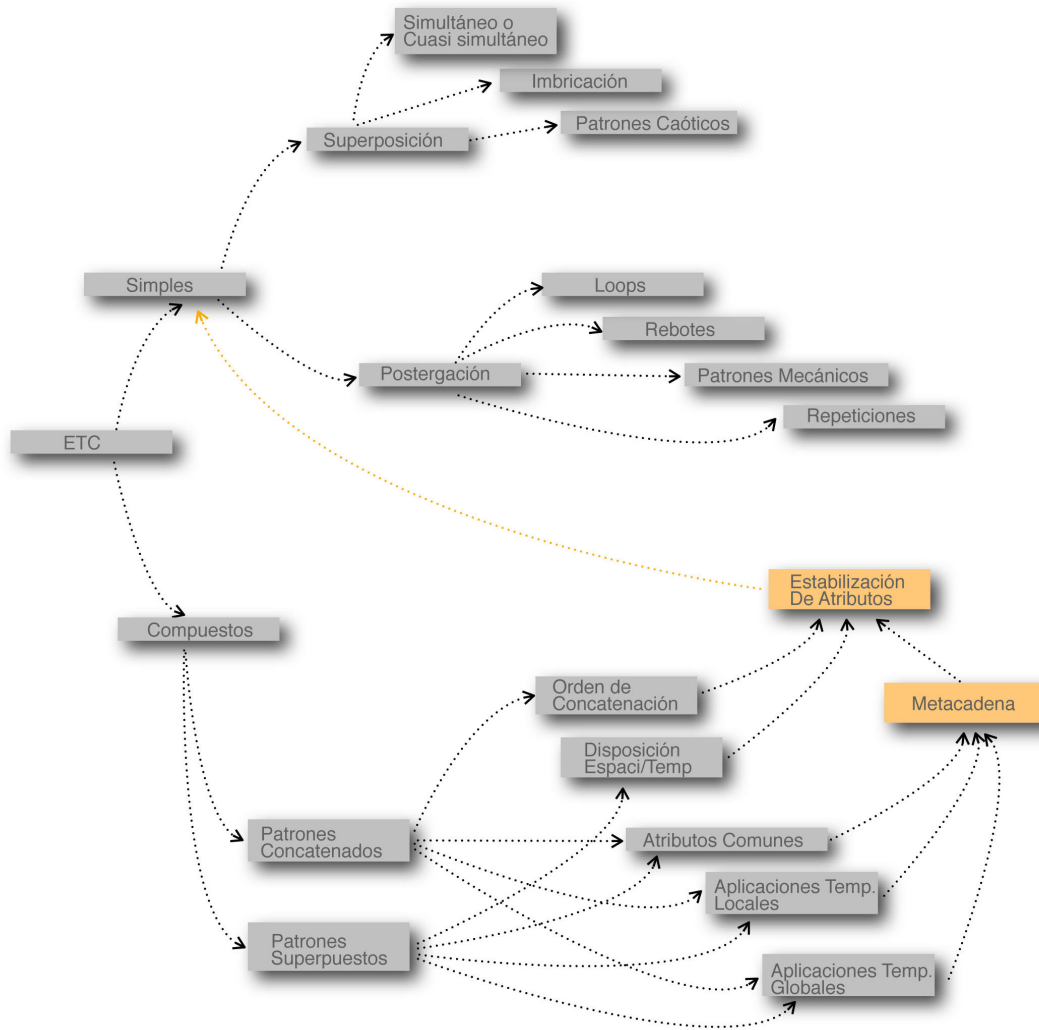 Simultáneo o
Cuasi simultáneo
Imbricación
Patrones Caóticos
Superposición
Simples
Loops
Rebotes
Postergación
Patrones Mecánicos
Repeticiones
ETC
Estabilización
De Atributos
Compuestos
Orden de
Concatenación
Metacadena
Disposición
Espaci/Temp
Patrones
Concatenados
Atributos Comunes
Aplicaciones Temp.
Locales
Patrones
Superpuestos
Aplicaciones Temp.
Globales